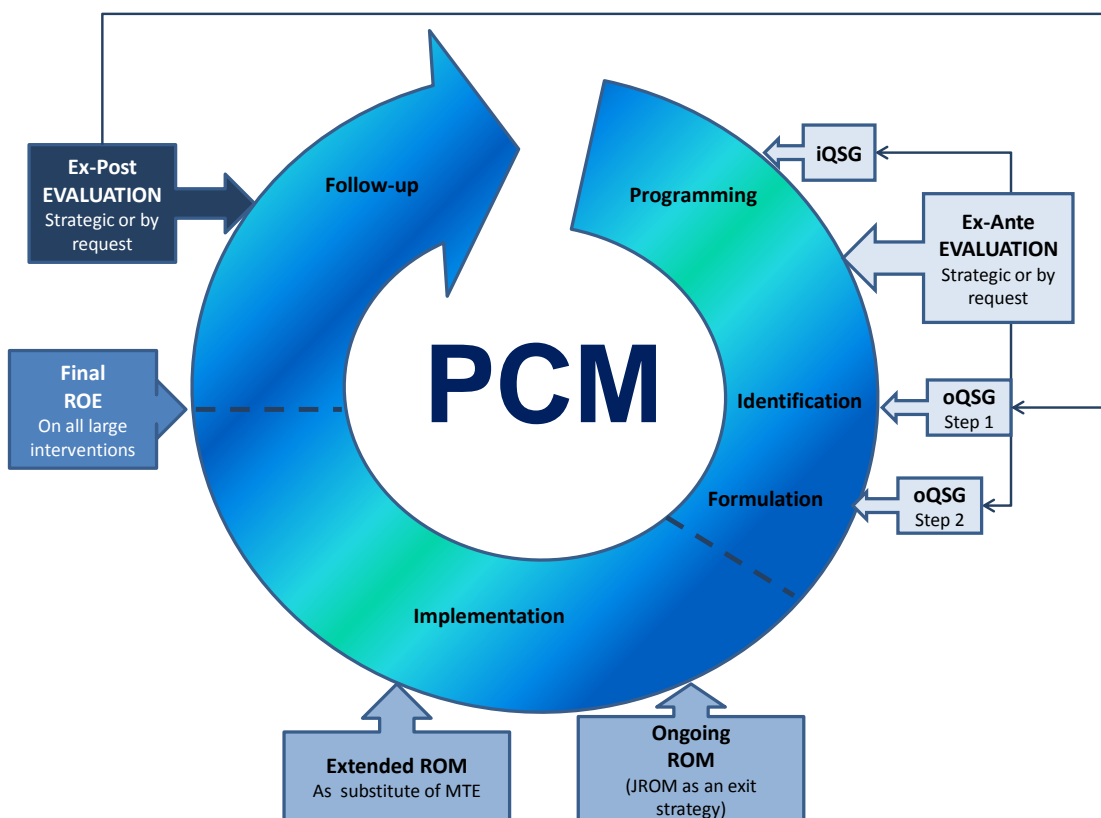 Ex-Post
EVALUATION
Strategic or by
request
Follow-up
Programming
iQSG
Ex-Ante
EVALUATION
Strategic or by
request
Final
ROE
On all large
interventions
PCM
Identification
oQSG
Step 1
Formulation
oQSG
Step 2
Implementation
Extended ROM
As substitute of MTE
Ongoing
ROM
(JROM as an exit
strategy)